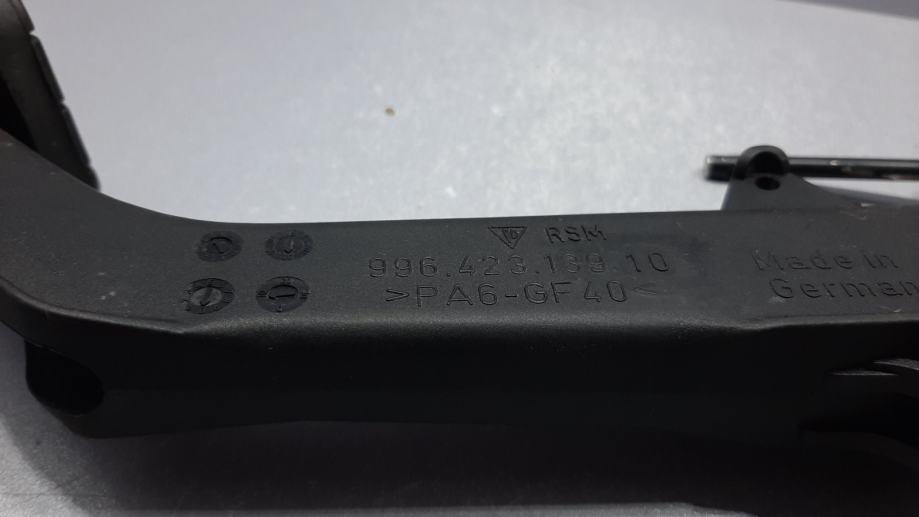 RSM
996.423.139.10
>PA6-GF40<
Made in
German